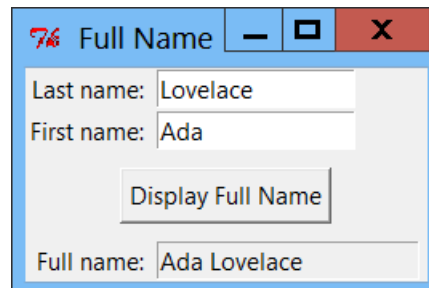 Full Name
Last name: Lovelace
First name: Ada
Display Full Name
Full name: Ada Lovelace